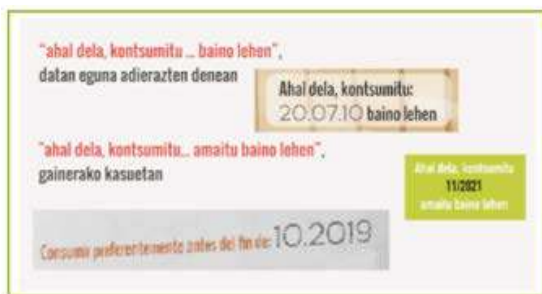 "ahal dela, kontsumitu ... baino lehen",
datan eguna adierazten denean
Ahal dela, kontsumitu:
20.07.10 baino lehen
"ahal dela, kontsumitu... amaitu baino lehen",
gainerako kasuetan
Ahal dela, kontsumitu
11/2021
amaitu baino lehen
Consumir preferentemente antes del fin de: 10.2019